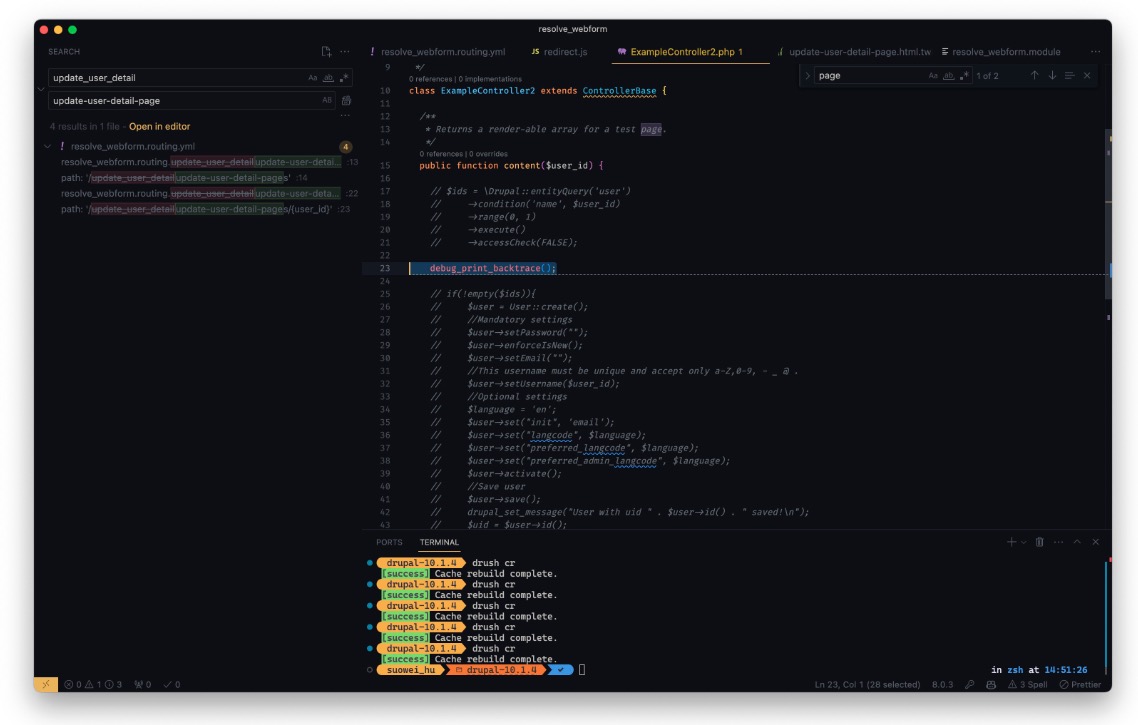 resolve_webform
SEARCH
resolve_webform.routing.yml
JS redirect.js
ExampleController2.php 1
update-user-detail-page.html.tw
resolve_webform.module
update_user_detail
Aa ab .*
update-user-detail-page
AB
4 results in 1 file - Open in editor
! resolve_webform.routing.yml 4
resolve_webform.routing.update_user_detailupdate-user-detai... :13
path: '/update_user_detailupdate-user-detail-pages' :14
resolve_webform.routing.update_user_detailupdate-user-deta... :22
path: '/update_user_detailupdate-user-detail-pages/{user_id}' :23
page
Aa ab .* 1 of 2
9 */
0 references | 0 implementations
10 class ExampleController2 extends ControllerBase {
11
12 /**
13 * Returns a render-able array for a test page.
14 */
0 references | 0 overrides
15 public function content($user_id) {
16
17 // $ids = \Drupal::entityQuery('user')
18 // ->condition('name', $user_id)
19 // ->range(0, 1)
20 // ->execute()
21 // ->accessCheck(FALSE);
22
23 debug_print_backtrace();
24
25 // if(!empty($ids)){
26 // $user = User::create();
27 // //Mandatory settings
28 // $user->setPassword("");
29 // $user->enforceIsNew();
30 // $user->setEmail("");
31 // //This username must be unique and accept only a-Z,0-9, - _ @ .
32 // $user->setUsername($user_id);
33 // //Optional settings
34 // $language = 'en';
35 // $user->set("init", 'email');
36 // $user->set("langcode", $language);
37 // $user->set("preferred_langcode", $language);
38 // $user->set("preferred_admin_langcode", $language);
39 // $user->activate();
40 // //Save user
41 // $user->save();
42 // drupal_set_message("User with uid " . $user->id() . " saved!\n");
43 // $uid = $user->id();
PORTS TERMINAL
drupal-10.1.4 drush cr
[success] Cache rebuild complete.
drupal-10.1.4 drush cr
[success] Cache rebuild complete.
drupal-10.1.4 drush cr
[success] Cache rebuild complete.
drupal-10.1.4 drush cr
[success] Cache rebuild complete.
drupal-10.1.4 drush cr
[success] Cache rebuild complete.
suowei_hu drupal-10.1.4 in zsh at 14:51:26
0 1 3 0 0 Ln 23, Col 1 (28 selected) 8.0.3 3 Spell Prettier